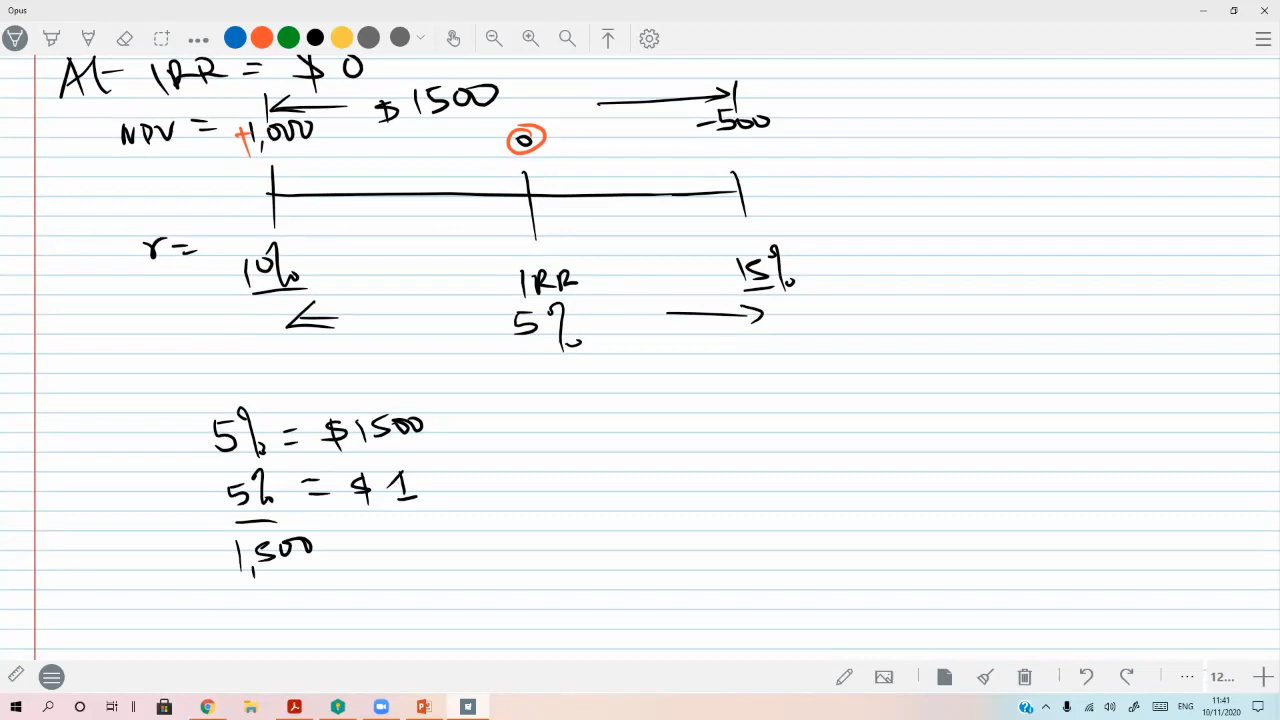 Opus
At IRR = $ 0
$ 1500
NPV = +1,000 0 -500
r = 10% IRR 15%
5%
5% = $1500
5% = $ 1
1,500
12...
ENG
11:41
10/11/2020